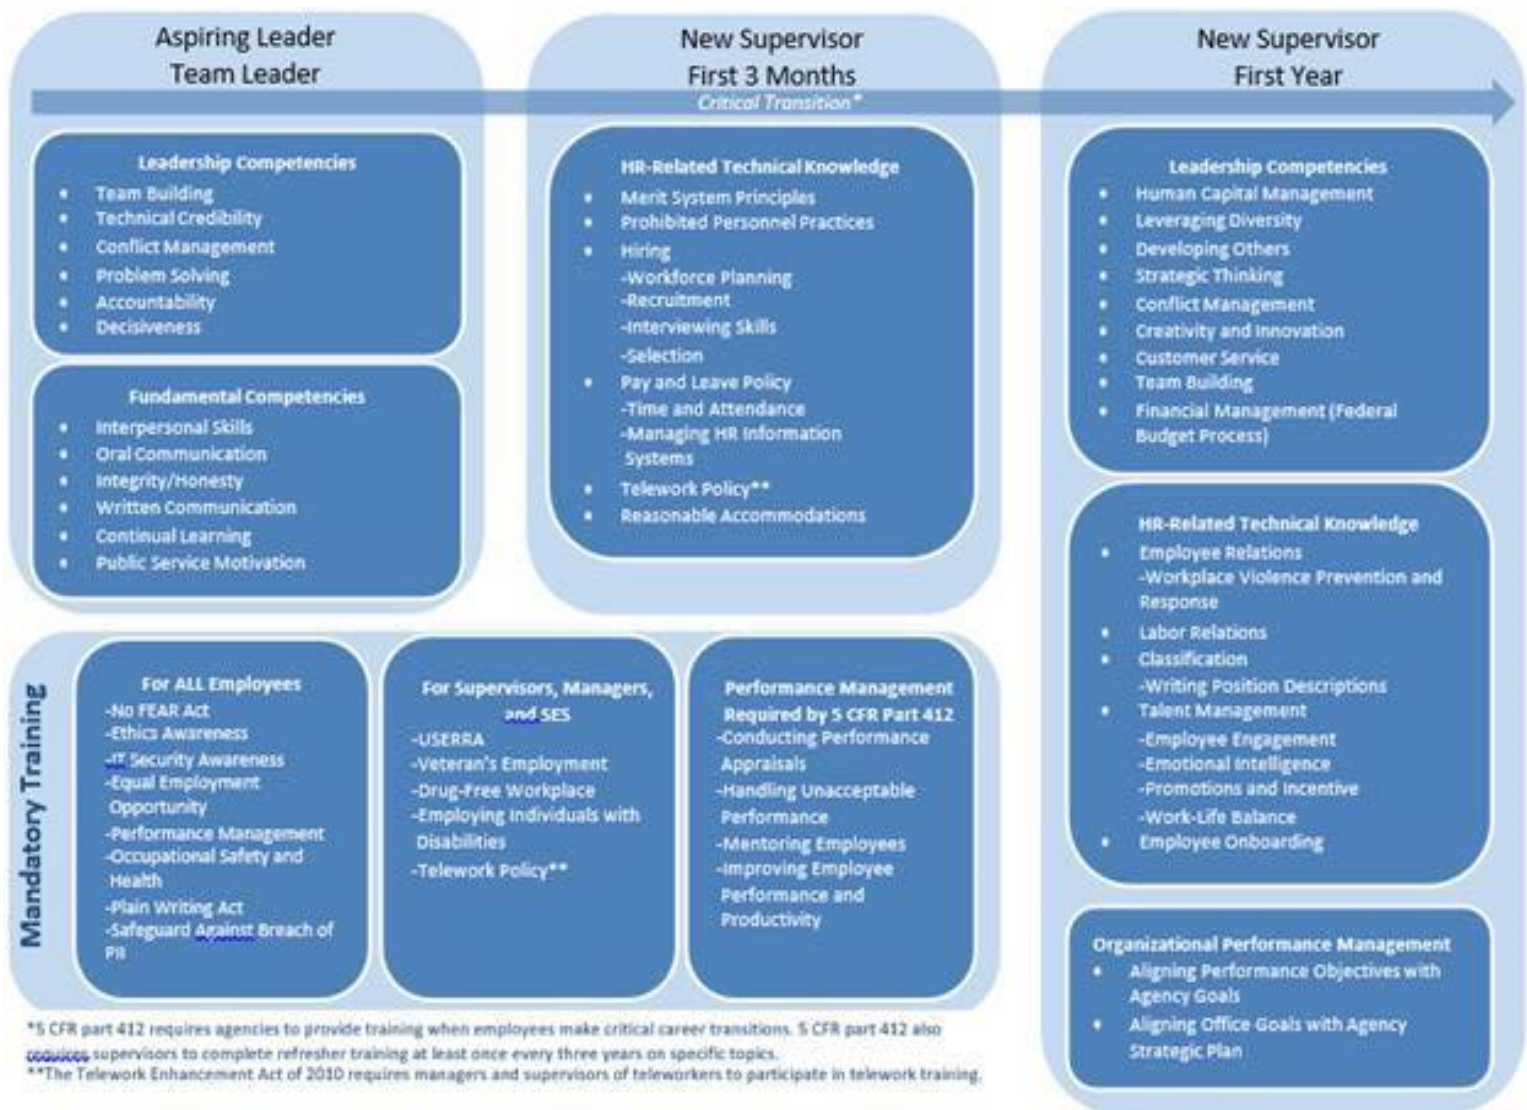 Aspiring Leader
Team Leader
Leadership Competencies
• Team Building
• Technical Credibility
• Conflict Management
• Problem Solving
• Accountability
• Decisiveness
Fundamental Competencies
• Interpersonal Skills
• Oral Communication
• Integrity/Honesty
• Written Communication
• Continual Learning
• Public Service Motivation
New Supervisor
First 3 Months
Critical Transition*
HR-Related Technical Knowledge
• Merit System Principles
• Prohibited Personnel Practices
• Hiring
-Workforce Planning
-Recruitment
-Interviewing Skills
-Selection
• Pay and Leave Policy
-Time and Attendance
-Managing HR Information
Systems
• Telework Policy**
• Reasonable Accommodations
New Supervisor
First Year
Leadership Competencies
• Human Capital Management
• Leveraging Diversity
• Developing Others
• Strategic Thinking
• Conflict Management
• Creativity and Innovation
• Customer Service
• Team Building
• Financial Management (Federal
Budget Process)
HR-Related Technical Knowledge
• Employee Relations
-Workplace Violence Prevention and
Response
• Labor Relations
• Classification
-Writing Position Descriptions
• Talent Management
-Employee Engagement
-Emotional Intelligence
-Promotions and Incentive
-Work-Life Balance
• Employee Onboarding
Organizational Performance Management
• Aligning Performance Objectives with
Agency Goals
• Aligning Office Goals with Agency
Strategic Plan
Mandatory Training
For ALL Employees
-No FEAR Act
-Ethics Awareness
-IT Security Awareness
-Equal Employment
Opportunity
-Performance Management
-Occupational Safety and
Health
-Plain Writing Act
-Safeguard Against Breach of
PII
For Supervisors, Managers,
and SES
-USERRA
-Veteran's Employment
-Drug-Free Workplace
-Employing Individuals with
Disabilities
-Telework Policy**
Performance Management
Required by 5 CFR Part 412
-Conducting Performance
Appraisals
-Handling Unacceptable
Performance
-Mentoring Employees
-Improving Employee
Performance and
Productivity
*5 CFR part 412 requires agencies to provide training when employees make critical career transitions. 5 CFR part 412 also
requires supervisors to complete refresher training at least once every three years on specific topics.
**The Telework Enhancement Act of 2010 requires managers and supervisors of teleworkers to participate in telework training.